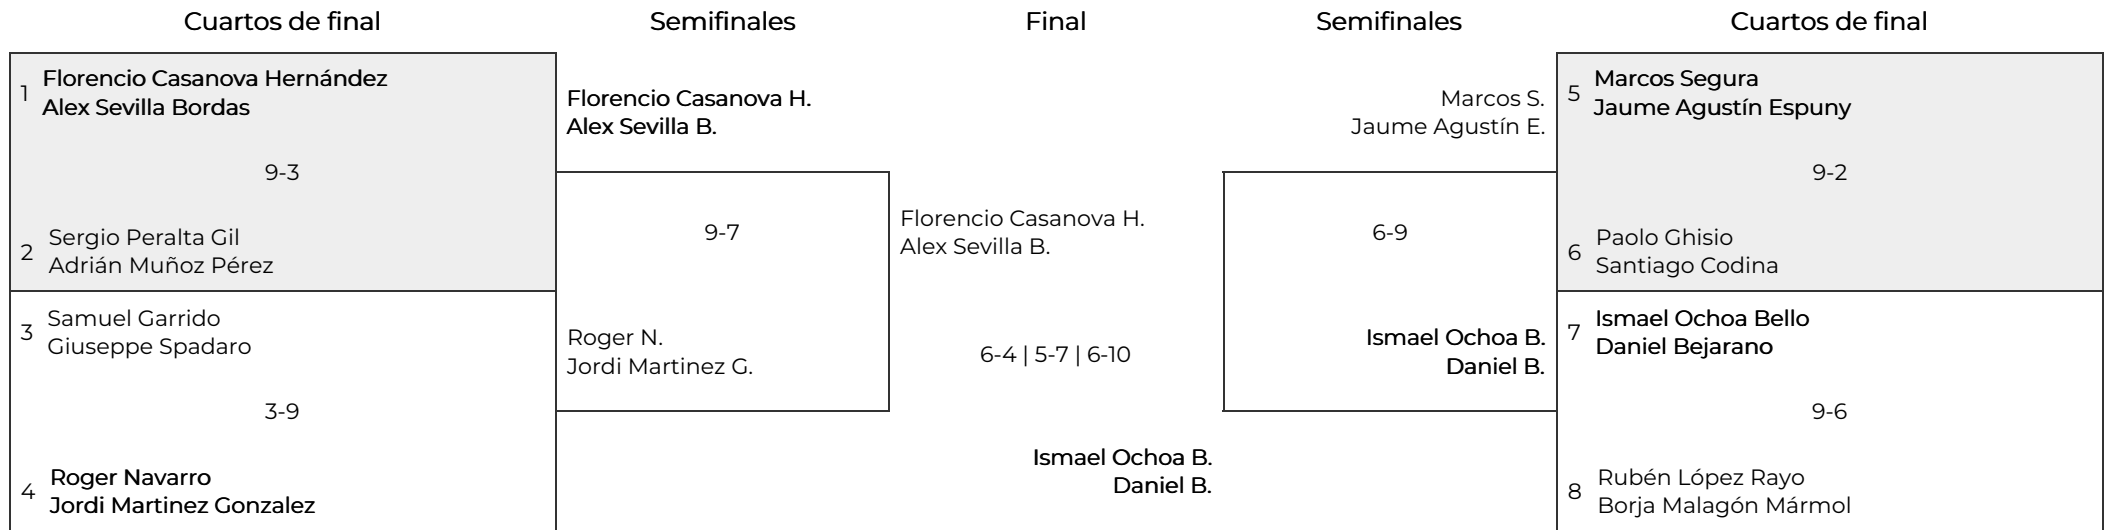 Cuartos de final
Semifinales
Final
Semifinales
Cuartos de final
1
Florencio Casanova Hernández
Alex Sevilla Bordas
9-3
2
Sergio Peralta Gil
Adrián Muñoz Pérez
3
Samuel Garrido
Giuseppe Spadaro
3-9
4
Roger Navarro
Jordi Martinez Gonzalez
Florencio Casanova H.
Alex Sevilla B.
9-7
Roger N.
Jordi Martinez G.
Florencio Casanova H.
Alex Sevilla B.
6-4 | 5-7 | 6-10
Ismael Ochoa B.
Daniel B.
Marcos S.
Jaume Agustín E.
6-9
Ismael Ochoa B.
Daniel B.
5
Marcos Segura
Jaume Agustín Espuny
9-2
6
Paolo Ghisio
Santiago Codina
7
Ismael Ochoa Bello
Daniel Bejarano
9-6
8
Rubén López Rayo
Borja Malagón Mármol